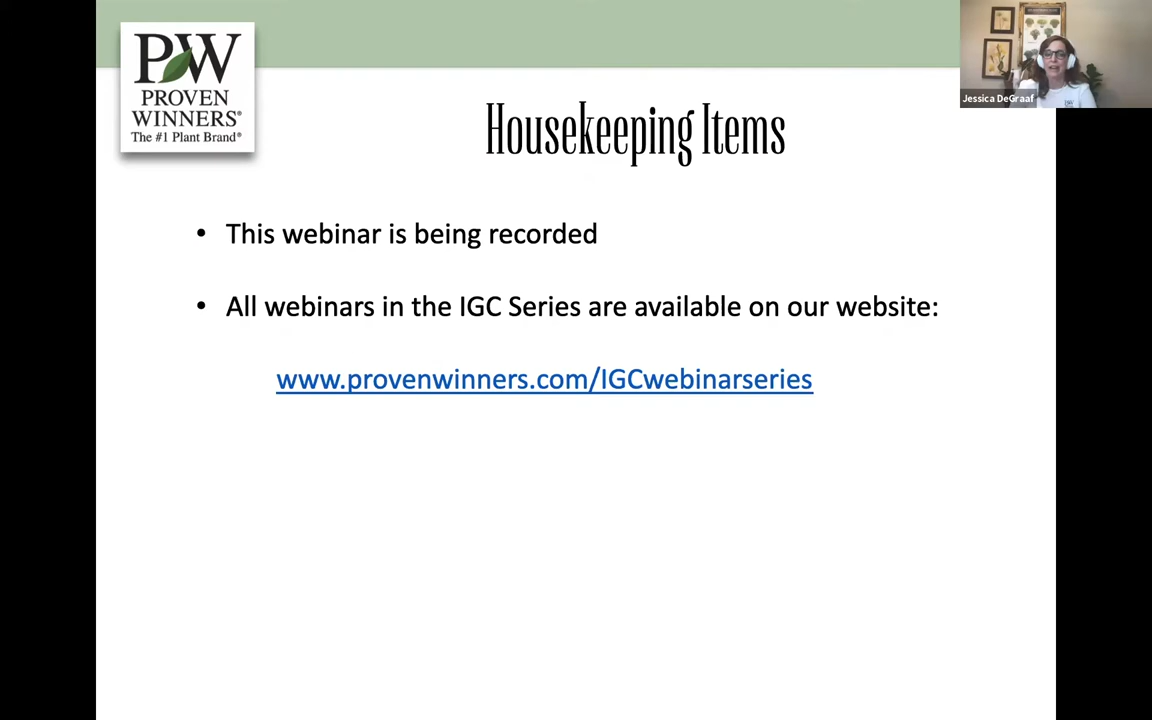 PW
PROVEN
WINNERS®
The #1 Plant Brand®
Jessica DeGraaf
Housekeeping Items
• This webinar is being recorded
• All webinars in the IGC Series are available on our website:
www.provenwinners.com/IGCwebinarseries